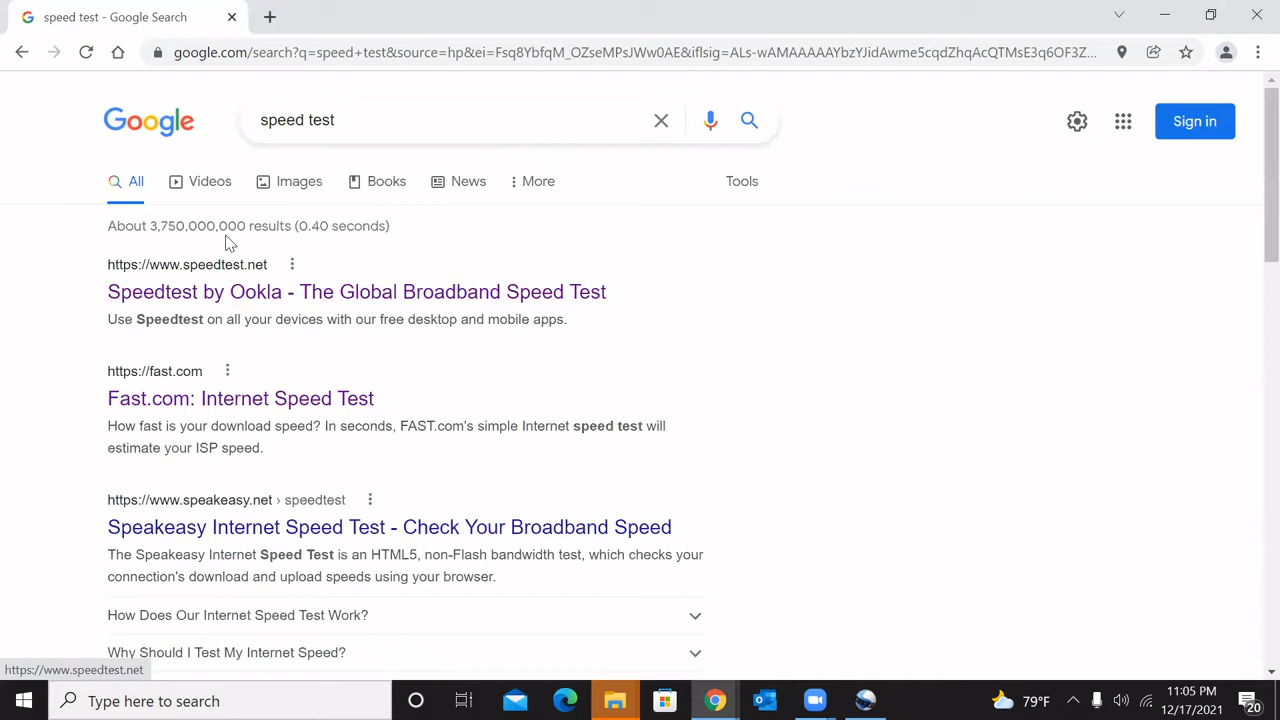 speed test - Google Search
google.com/search?q=speed+test&source=hp&ei=Fsq8YbfqM_OZseMPsJWw0AE&iflsig=ALs-wAMAAAAAYbzYJidAwme5cqdZhqAcQTMsE3q6OF3Z...
Google
speed test
Sign in
All Videos Images Books News More Tools
About 3,750,000,000 results (0.40 seconds)
https://www.speedtest.net
Speedtest by Ookla - The Global Broadband Speed Test
Use Speedtest on all your devices with our free desktop and mobile apps.
https://fast.com
Fast.com: Internet Speed Test
How fast is your download speed? In seconds, FAST.com's simple Internet speed test will
estimate your ISP speed.
https://www.speakeasy.net › speedtest
Speakeasy Internet Speed Test - Check Your Broadband Speed
The Speakeasy Internet Speed Test is an HTML5, non-Flash bandwidth test, which checks your
connection's download and upload speeds using your browser.
How Does Our Internet Speed Test Work?
Why Should I Test My Internet Speed?
https://www.speedtest.net
Type here to search
79°F
11:05 PM
12/17/2021
20